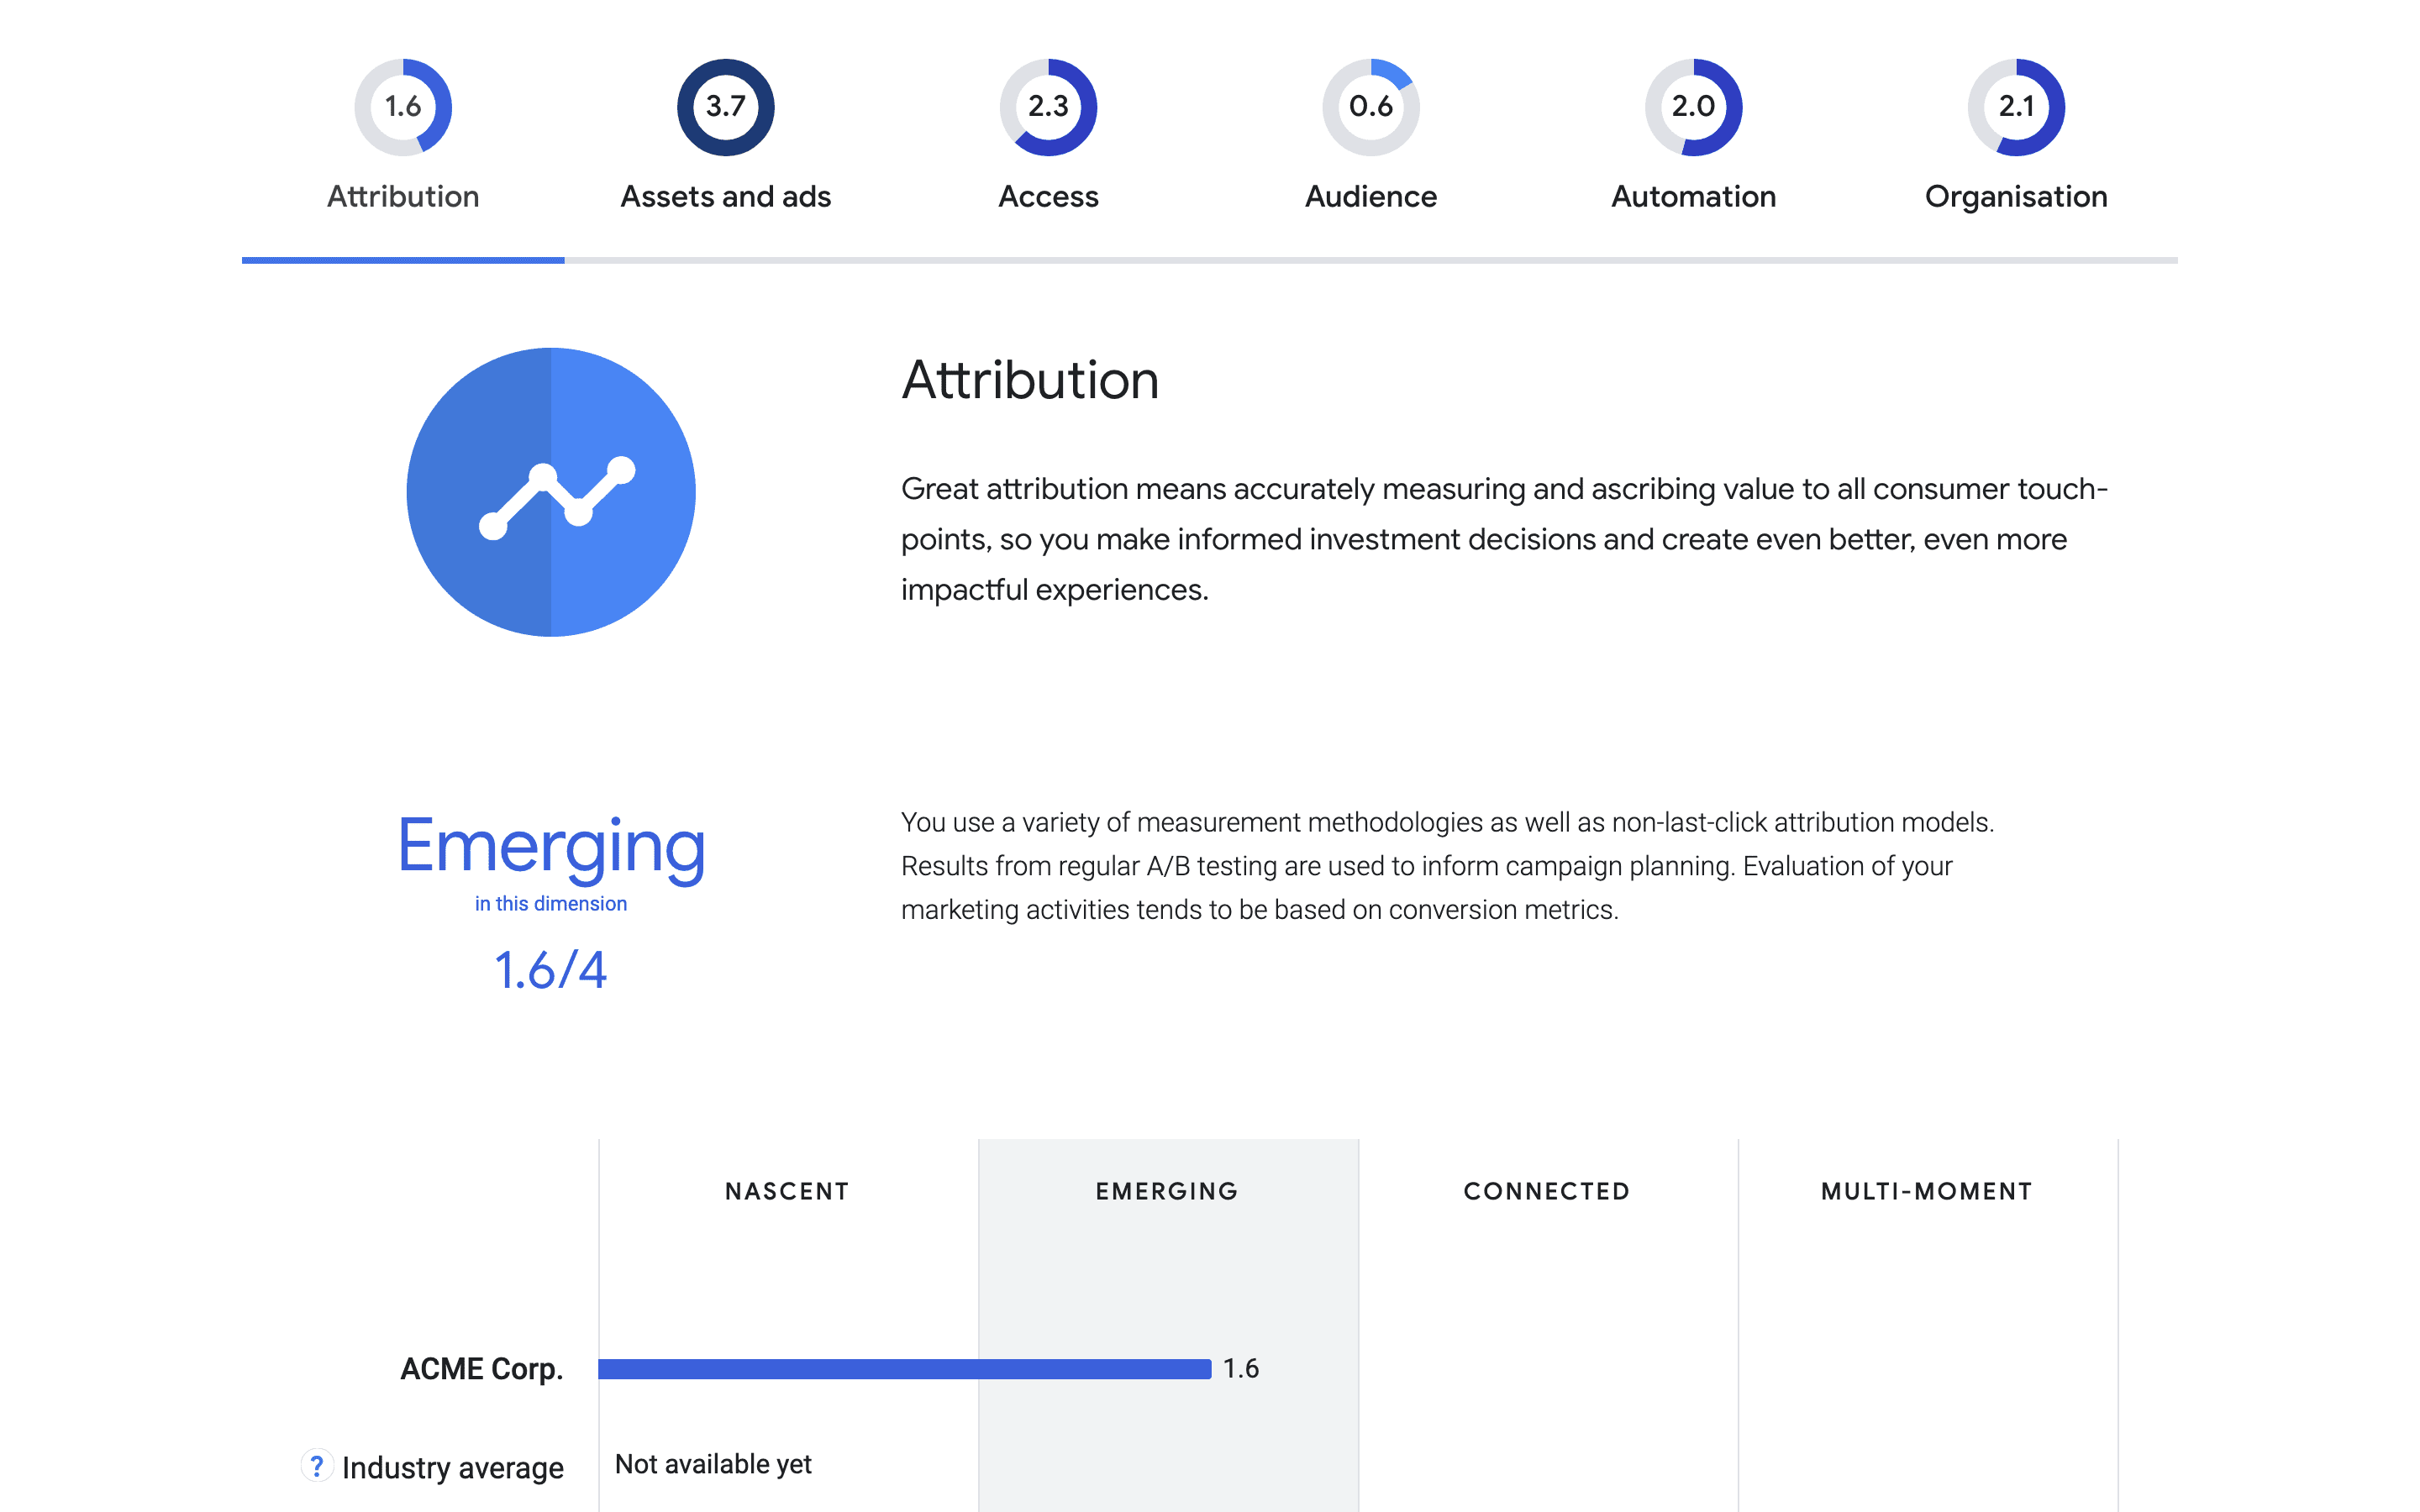 1.6
3.7
2.3
0.6
2.0
2.1
Attribution
Assets and ads
Access
Audience
Automation
Organisation
Attribution
Great attribution means accurately measuring and ascribing value to all consumer touch-
points, so you make informed investment decisions and create even better, even more
impactful experiences.
Emerging
in this dimension
1.6/4
You use a variety of measurement methodologies as well as non-last-click attribution models.
Results from regular A/B testing are used to inform campaign planning. Evaluation of your
marketing activities tends to be based on conversion metrics.
NASCENT
EMERGING
CONNECTED
MULTI-MOMENT
ACME Corp.
1.6
? Industry average
Not available yet